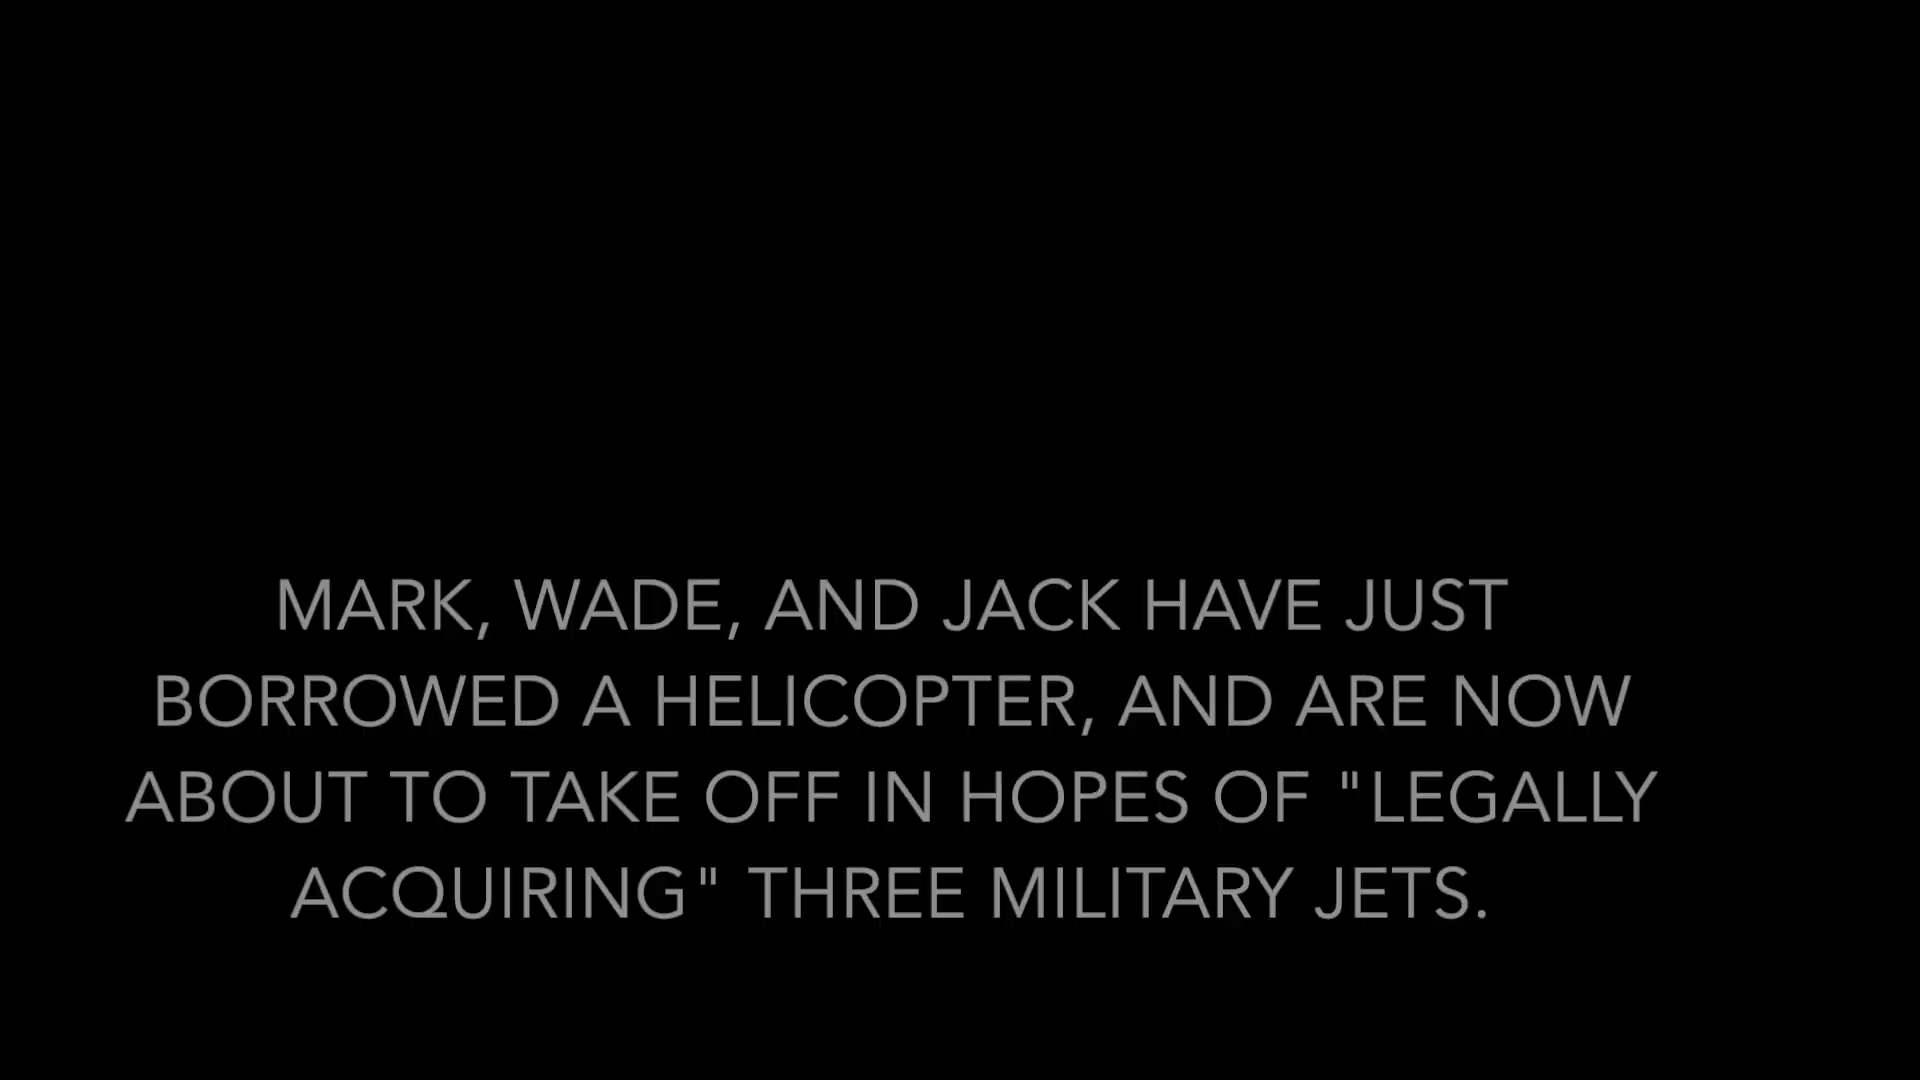 MARK, WADE, AND JACK HAVE JUST
BORROWED A HELICOPTER, AND ARE NOW
ABOUT TO TAKE OFF IN HOPES OF "LEGALLY
ACQUIRING" THREE MILITARY JETS.